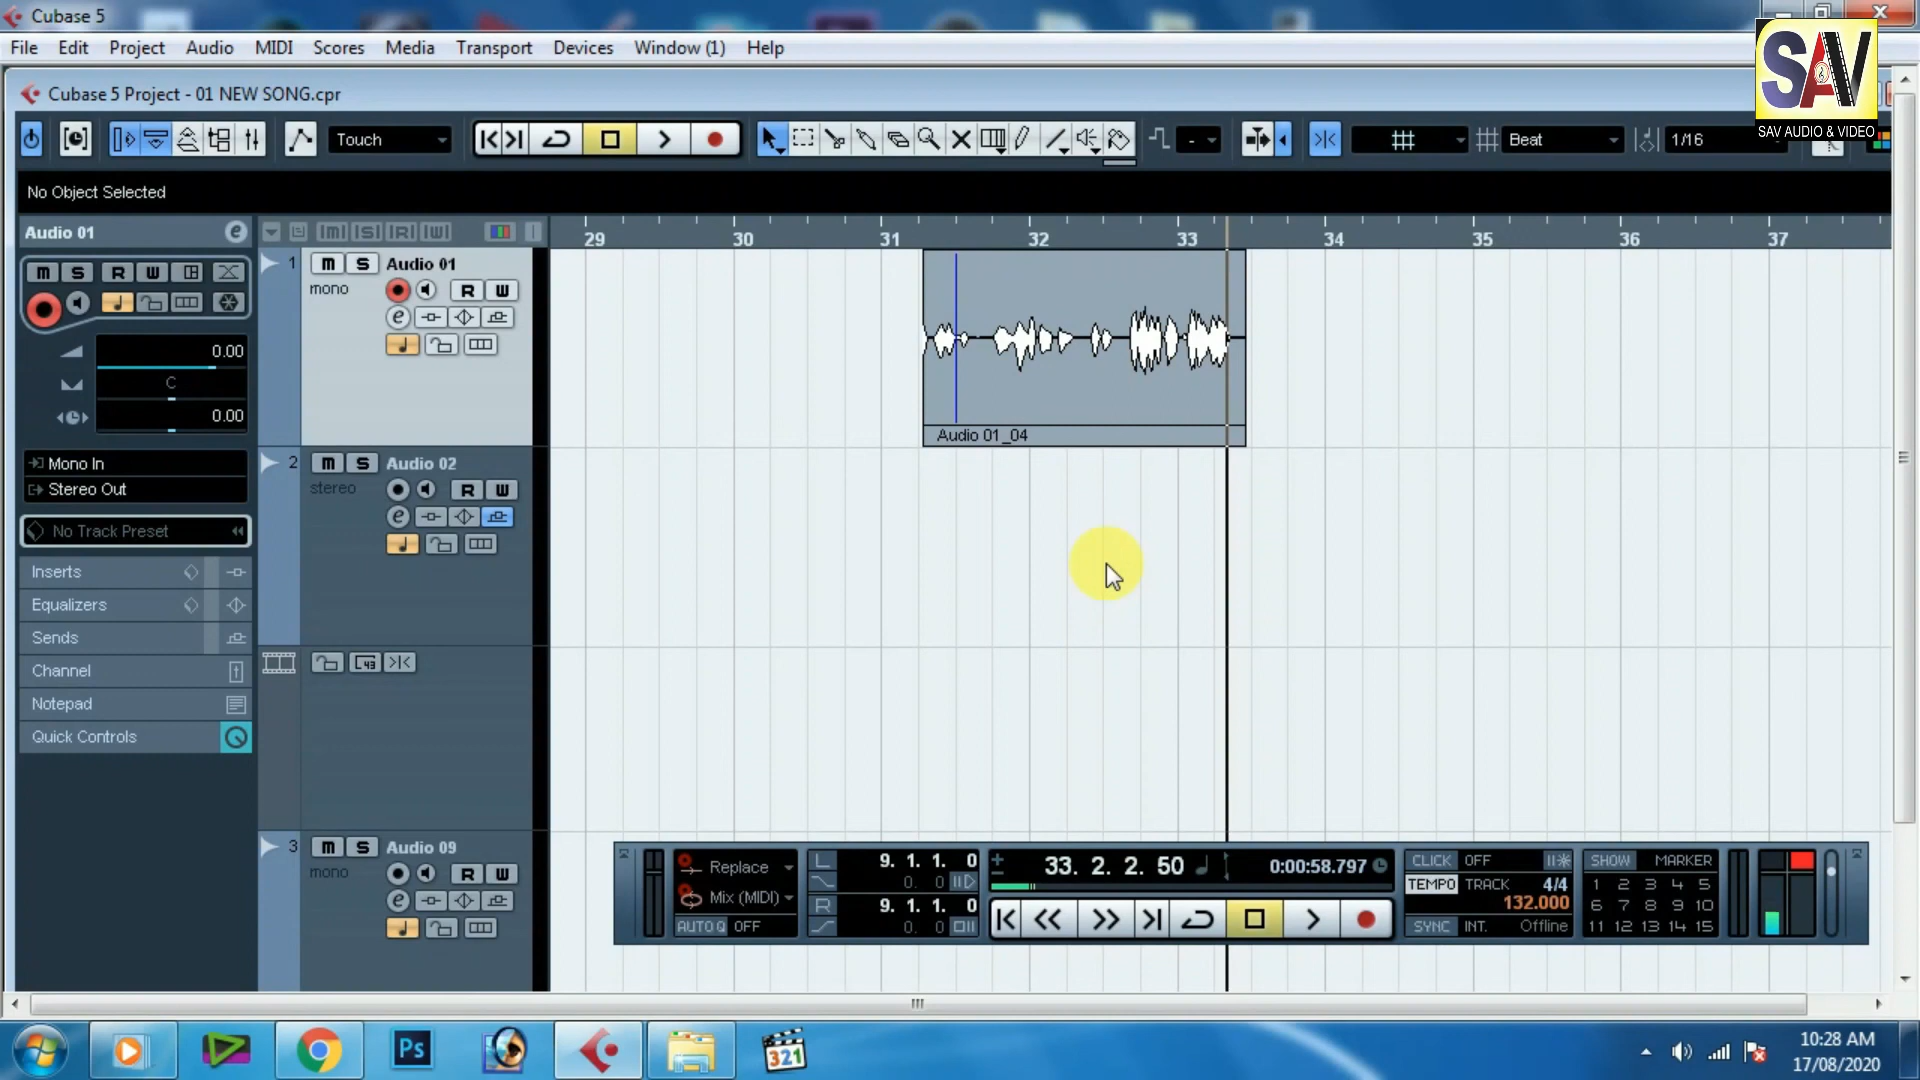 Cubase 5
File Edit Project Audio MIDI Scores Media Transport Devices Window (1) Help
SAV
SAV AUDIO & VIDEO
Cubase 5 Project - 01 NEW SONG.cpr
Touch
- Beat 1/16
No Object Selected
Audio 01 e
M S R W
0.00
C
0.00
Mono In
Stereo Out
No Track Preset
Inserts
Equalizers
Sends
Channel
Notepad
Quick Controls
M S R W
29 30 31 32 33 34 35 36 37
1 M S Audio 01
mono R W
e
Audio 01_04
2 M S Audio 02
stereo R W
e
3 M S Audio 09
mono R W
e
Replace
Mix (MIDI)
AUTO Q OFF
L 9. 1. 1. 0
0. 0
R 9. 1. 1. 0
0. 0
33. 2. 2. 50 0:00:58.797
CLICK OFF
TEMPO TRACK 4/4
132.000
SYNC INT. Offline
SHOW MARKER
1 2 3 4 5
6 7 8 9 10
11 12 13 14 15
Ps
321
10:28 AM
17/08/2020